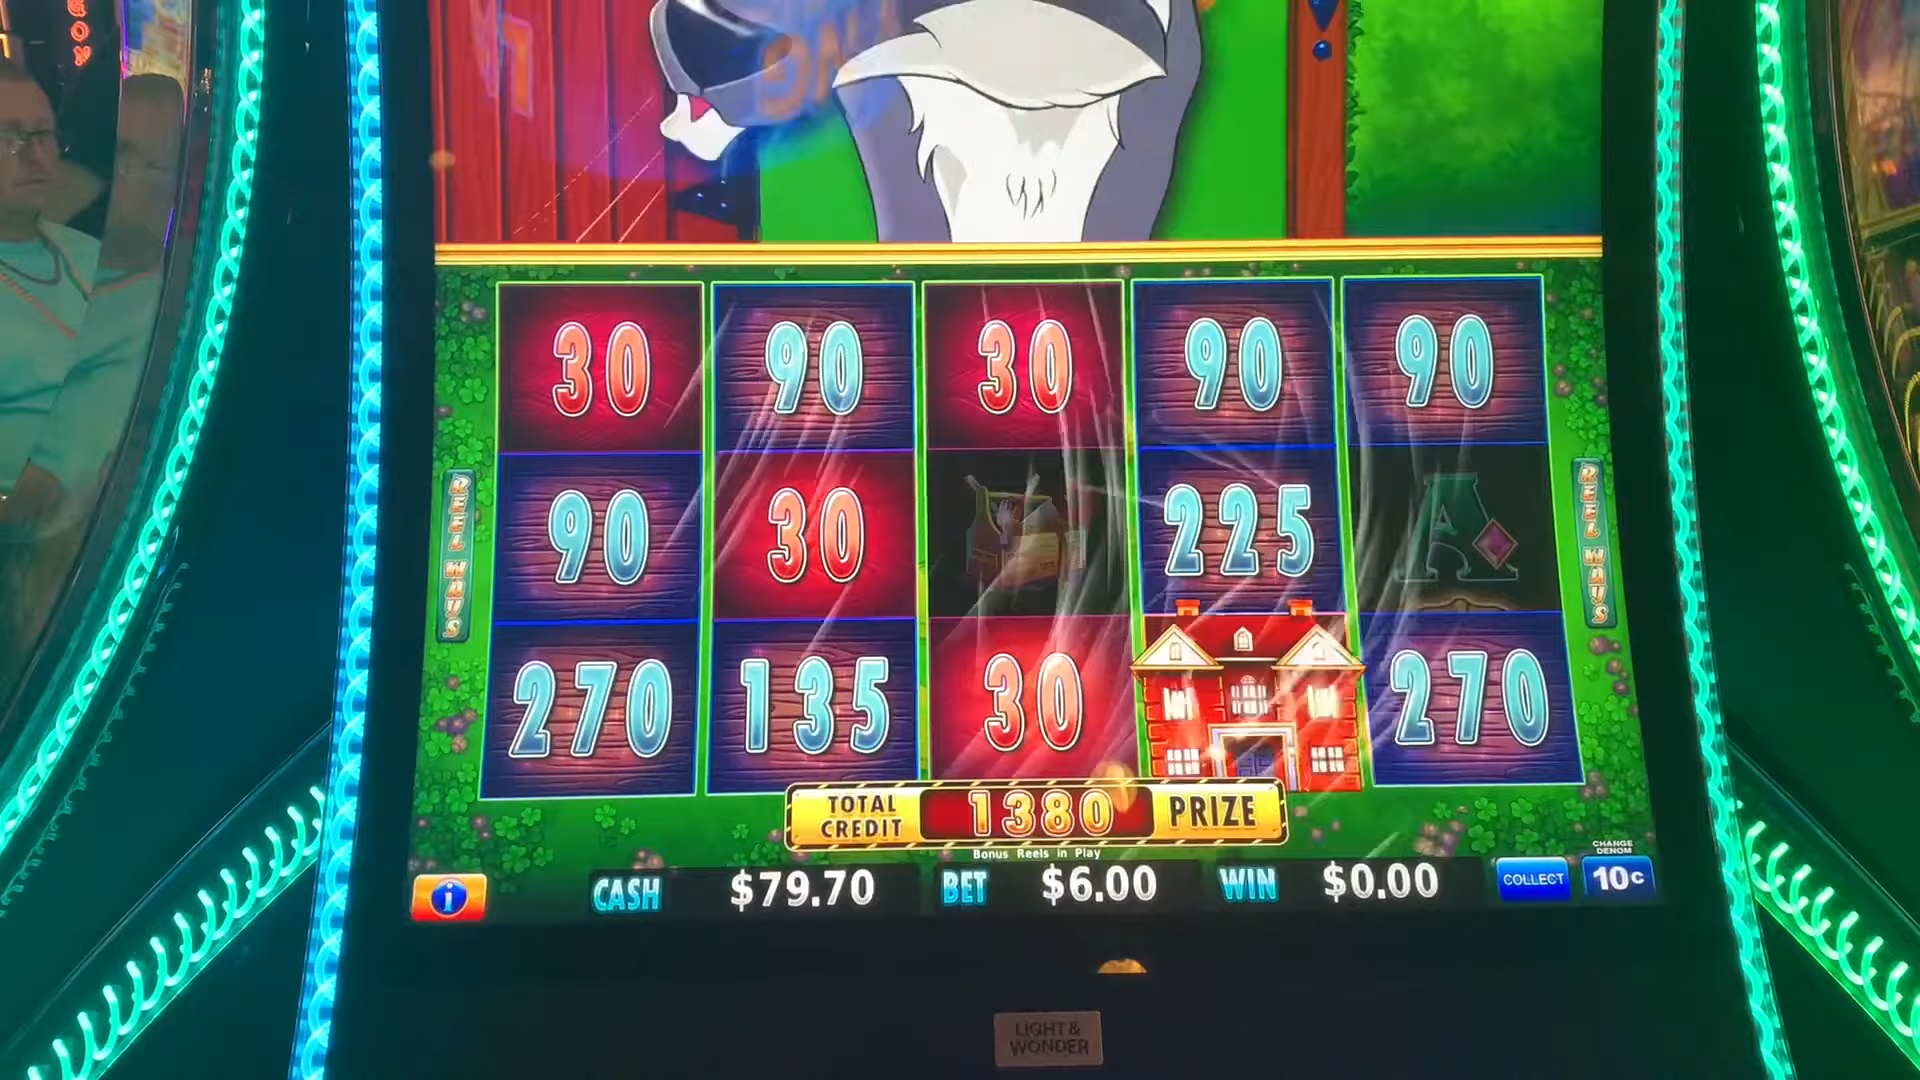 30 90 30 90 90
90 30 225 A
270 135 30 270
REEL WAYS
REEL WAYS
TOTAL CREDIT 1380 PRIZE
Bonus Reels in Play
CHANGE DENOM
CASH $79.70 BET $6.00 WIN $0.00 COLLECT 10¢
i
LIGHT &
WONDER